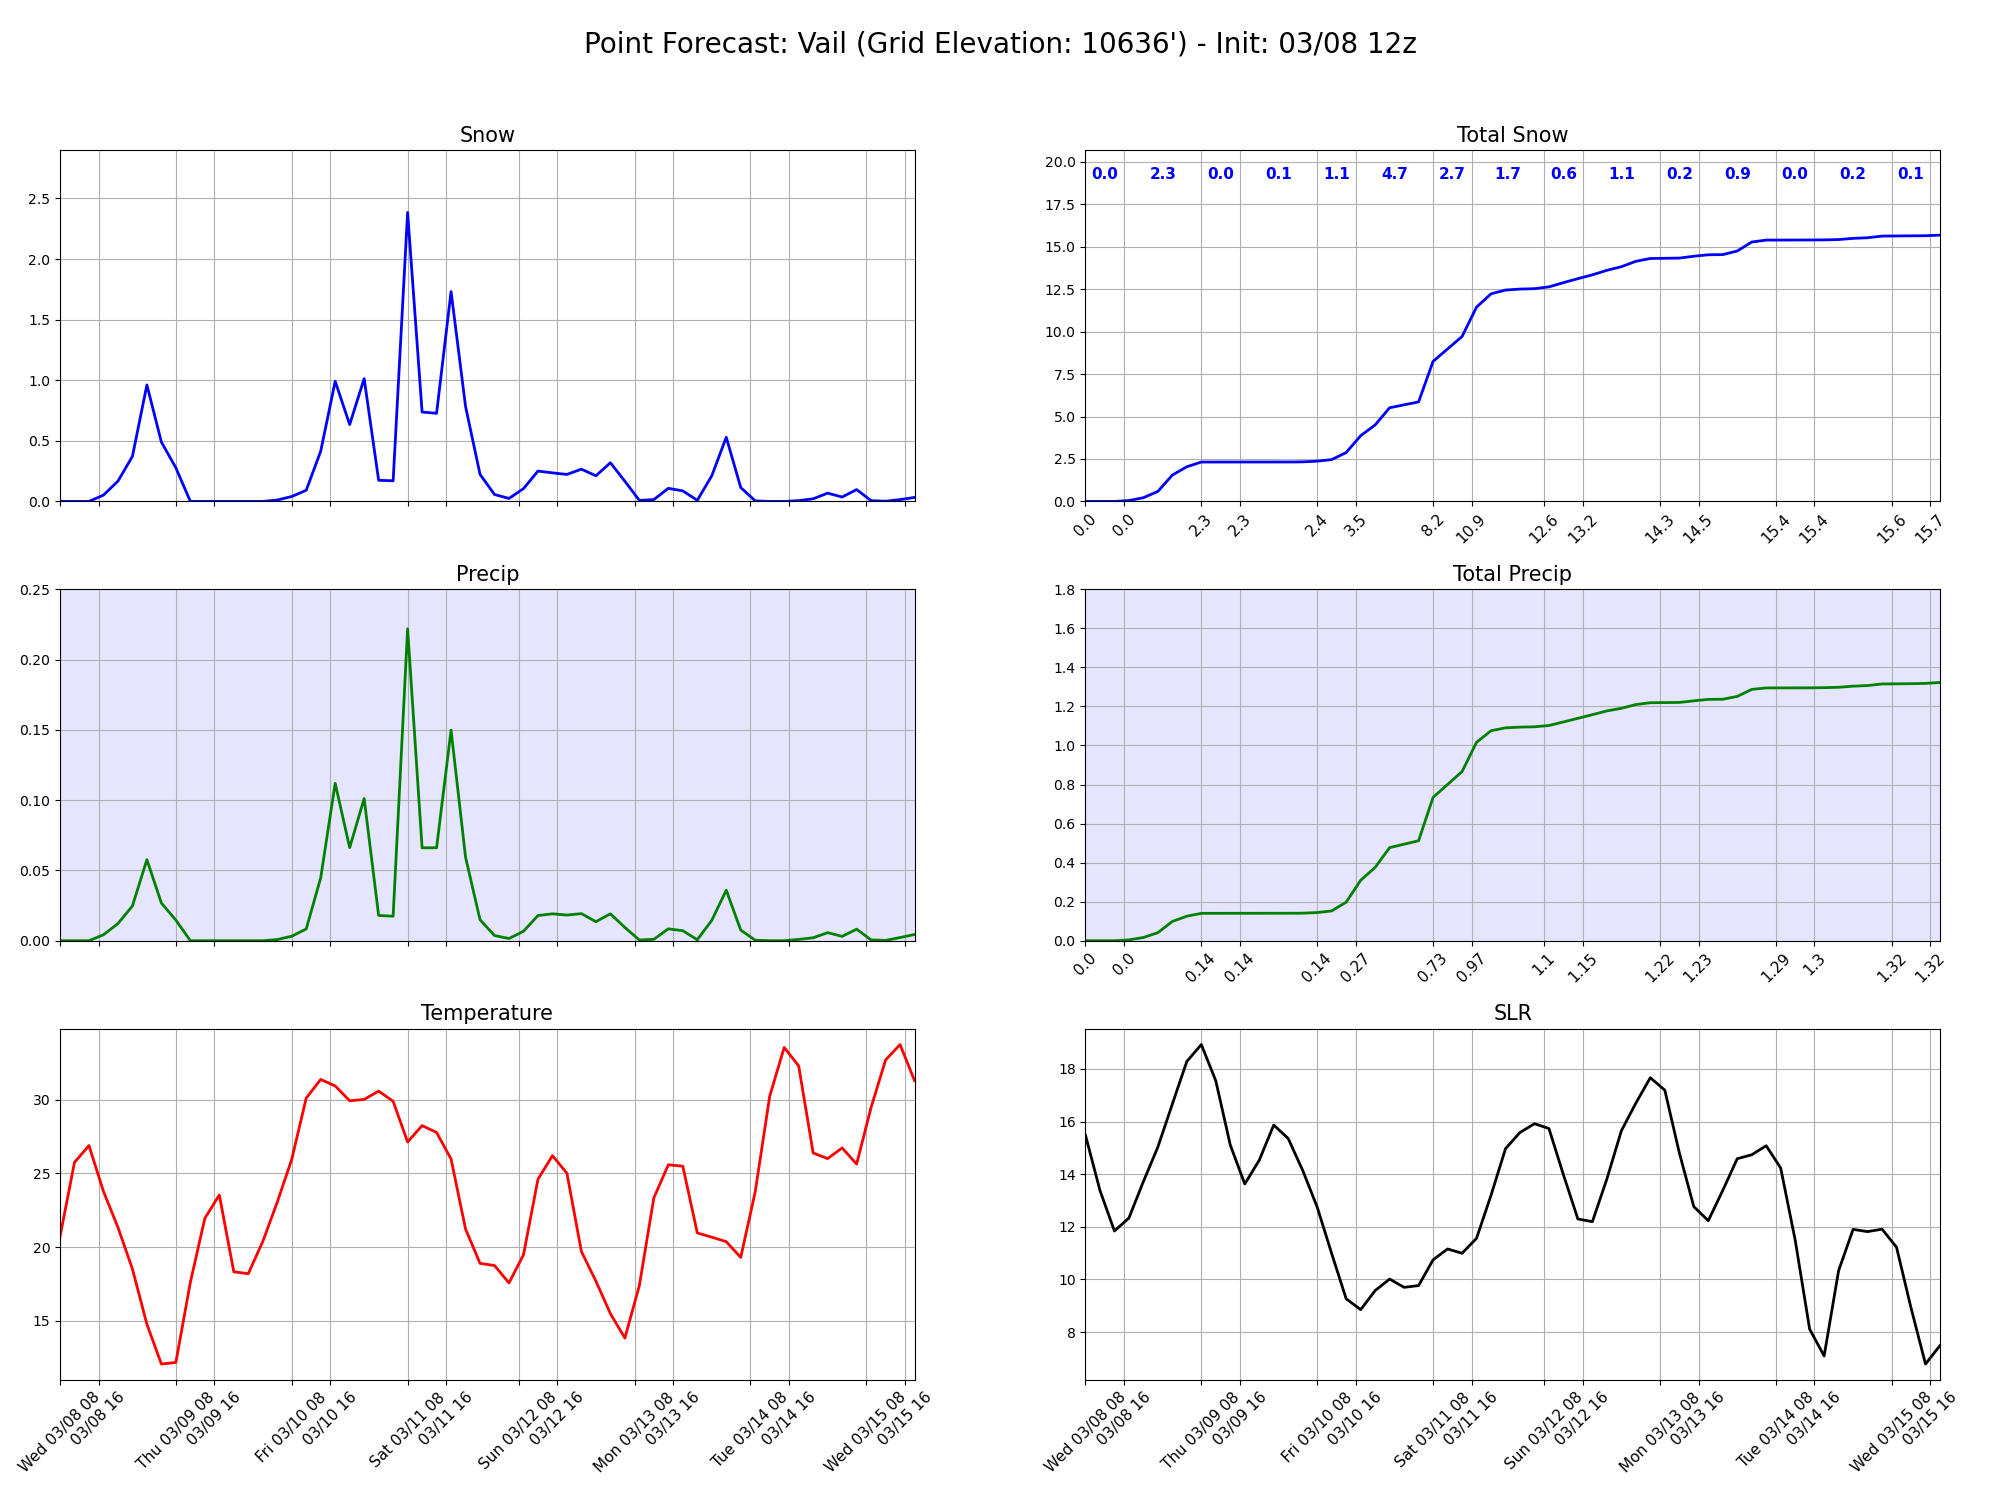 Point Forecast: Vail (Grid Elevation: 10636') - Init: 03/08 12z
Snow
2.5
2.0
1.5
1.0
0.5
0.0
Total Snow
20.0
17.5
15.0
12.5
10.0
7.5
5.0
2.5
0.0
0.0 2.3 0.0 0.1 1.1 4.7 2.7 1.7 0.6 1.1 0.2 0.9 0.0 0.2 0.1
0.0 0.0 2.3 2.3 2.4 3.5 8.2 10.9 12.6 13.2 14.3 14.5 15.4 15.4 15.6 15.7
Precip
0.25
0.20
0.15
0.10
0.05
0.00
Total Precip
1.8
1.6
1.4
1.2
1.0
0.8
0.6
0.4
0.2
0.0
0.0 0.0 0.14 0.14 0.14 0.27 0.73 0.97 1.1 1.15 1.22 1.23 1.29 1.3 1.32 1.32
Temperature
30
25
20
15
Wed 03/08 08
03/08 16
Thu 03/09 08
03/09 16
Fri 03/10 08
03/10 16
Sat 03/11 08
03/11 16
Sun 03/12 08
03/12 16
Mon 03/13 08
03/13 16
Tue 03/14 08
03/14 16
Wed 03/15 08
03/15 16
SLR
18
16
14
12
10
8
Wed 03/08 08
03/08 16
Thu 03/09 08
03/09 16
Fri 03/10 08
03/10 16
Sat 03/11 08
03/11 16
Sun 03/12 08
03/12 16
Mon 03/13 08
03/13 16
Tue 03/14 08
03/14 16
Wed 03/15 08
03/15 16